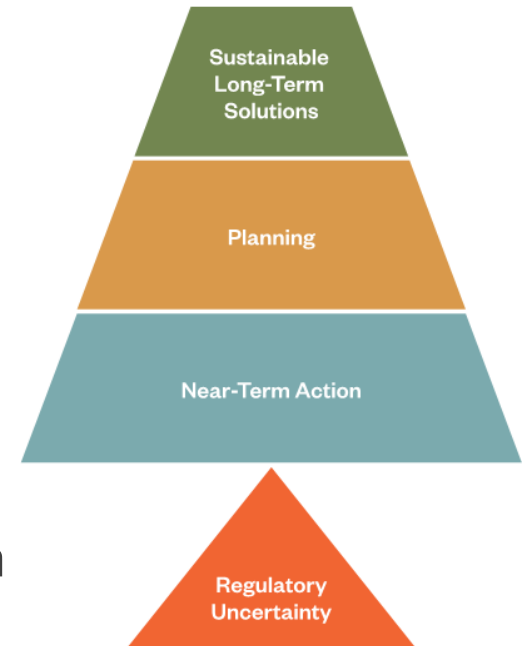 Sustainable
Long-Term
Solutions
Planning
Near-Term Action
Regulatory
Uncertainty